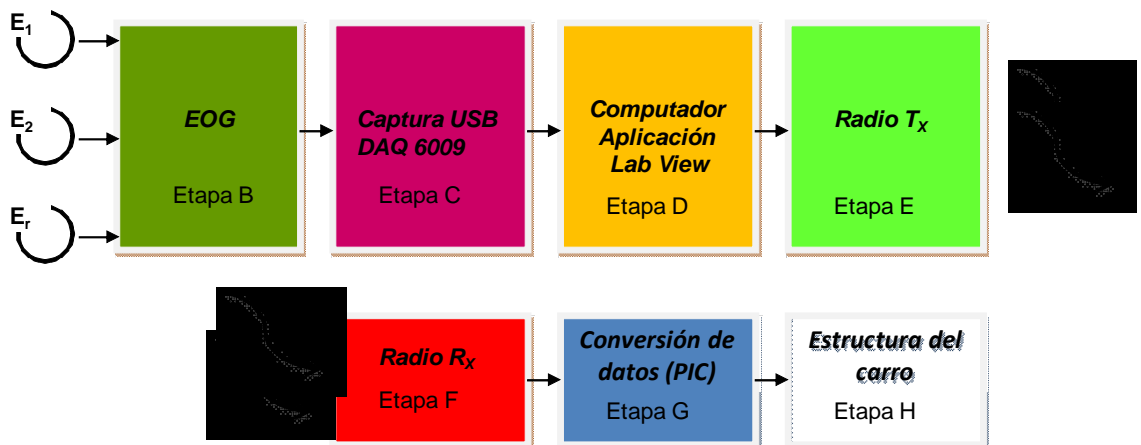 E1
E2
Er
EOG
Etapa B
Captura USB
DAQ 6009
Etapa C
Computador
Aplicación
Lab View
Etapa D
Radio TX
Etapa E
Radio RX
Etapa F
Conversión de
datos (PIC)
Etapa G
Estructura del
carro
Etapa H